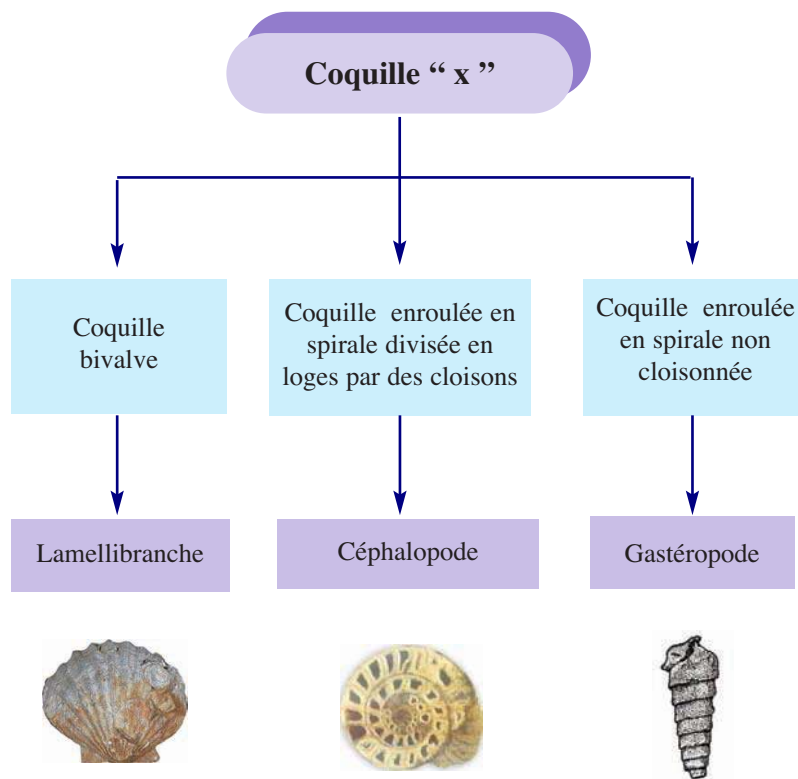 Coquille “ x ”
Coquille
bivalve
Coquille enroulée en
spirale divisée en
loges par des cloisons
Coquille enroulée
en spirale non
cloisonnée
Lamellibranche
Céphalopode
Gastéropode